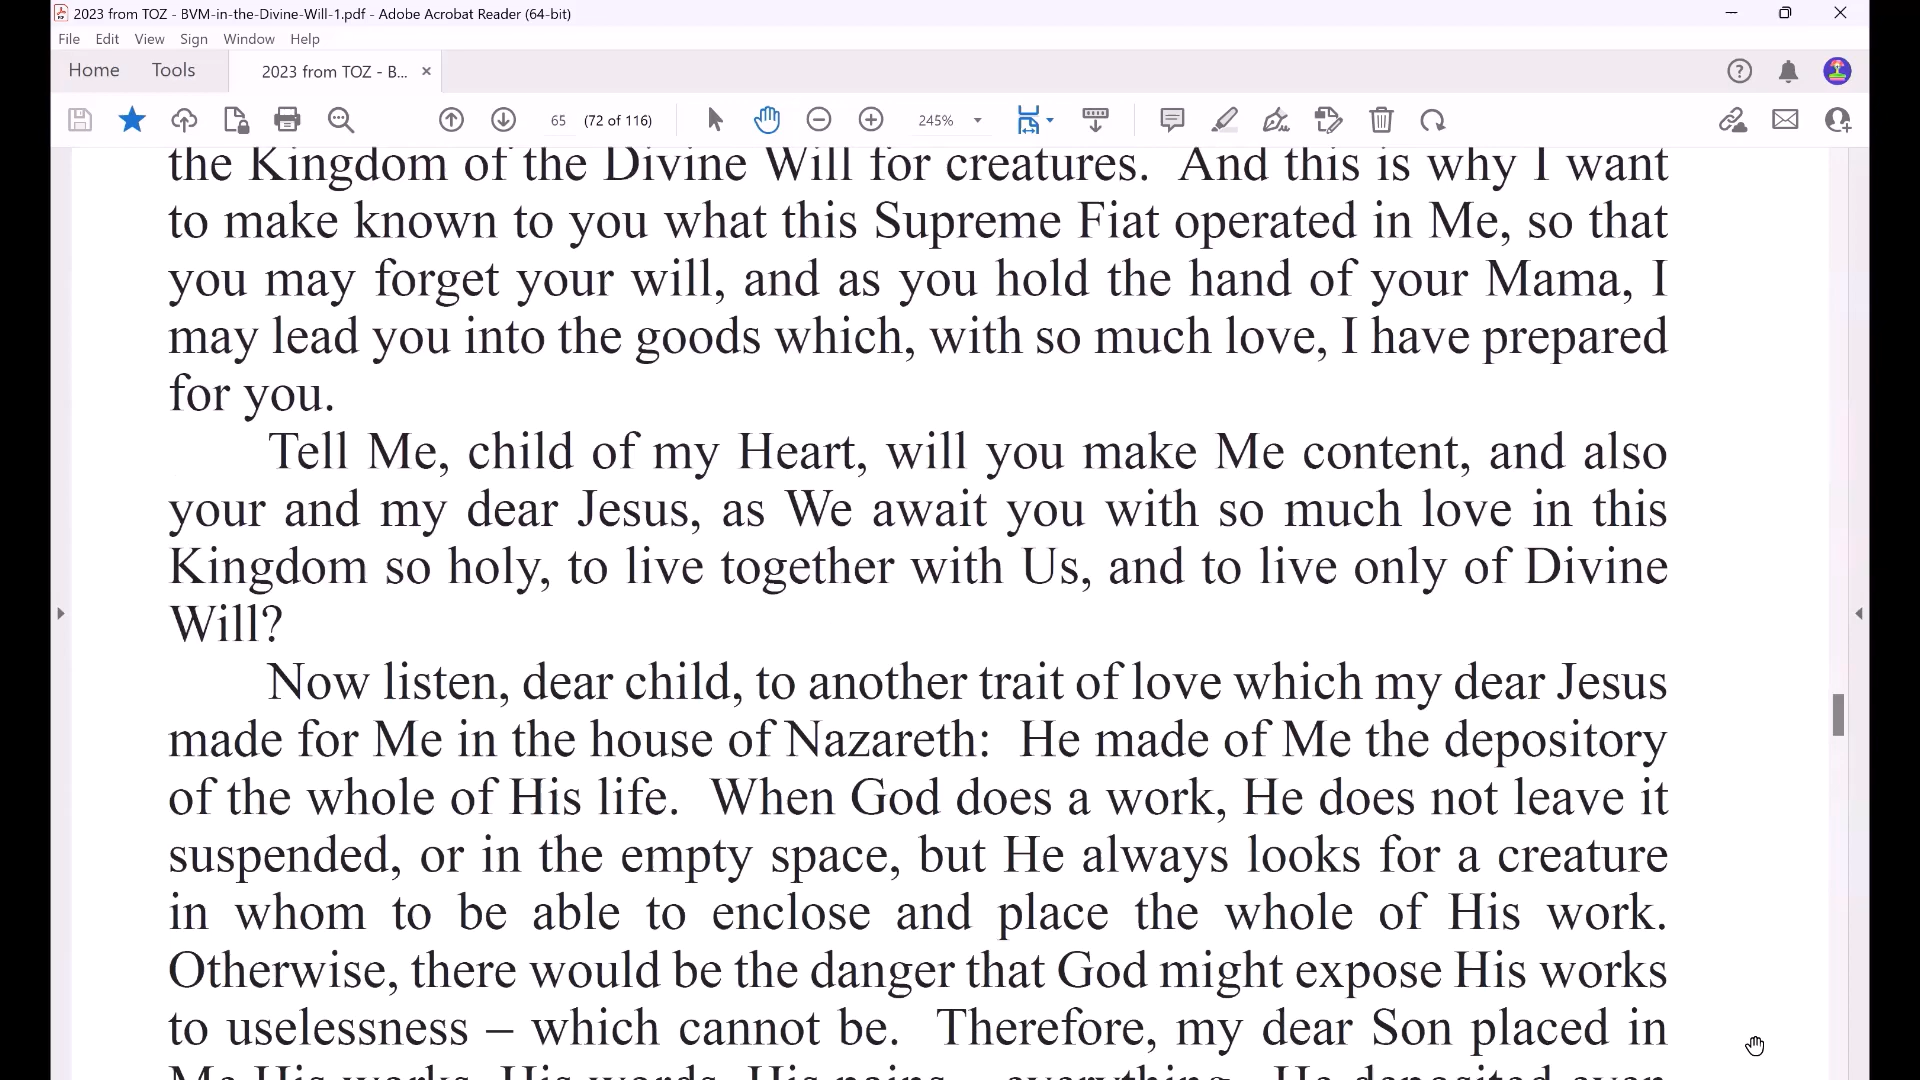 2023 from TOZ - BVM-in-the-Divine-Will-1.pdf - Adobe Acrobat Reader (64-bit)
File Edit View Sign Window Help
Home Tools 2023 from TOZ - B... ×
65 (72 of 116) 245%
the Kingdom of the Divine Will for creatures. And this is why I want
to make known to you what this Supreme Fiat operated in Me, so that
you may forget your will, and as you hold the hand of your Mama, I
may lead you into the goods which, with so much love, I have prepared
for you.
Tell Me, child of my Heart, will you make Me content, and also
your and my dear Jesus, as We await you with so much love in this
Kingdom so holy, to live together with Us, and to live only of Divine
Will?
Now listen, dear child, to another trait of love which my dear Jesus
made for Me in the house of Nazareth: He made of Me the depository
of the whole of His life. When God does a work, He does not leave it
suspended, or in the empty space, but He always looks for a creature
in whom to be able to enclose and place the whole of His work.
Otherwise, there would be the danger that God might expose His works
to uselessness – which cannot be. Therefore, my dear Son placed in
Me His works, His words, His pains – everything. He deposited even